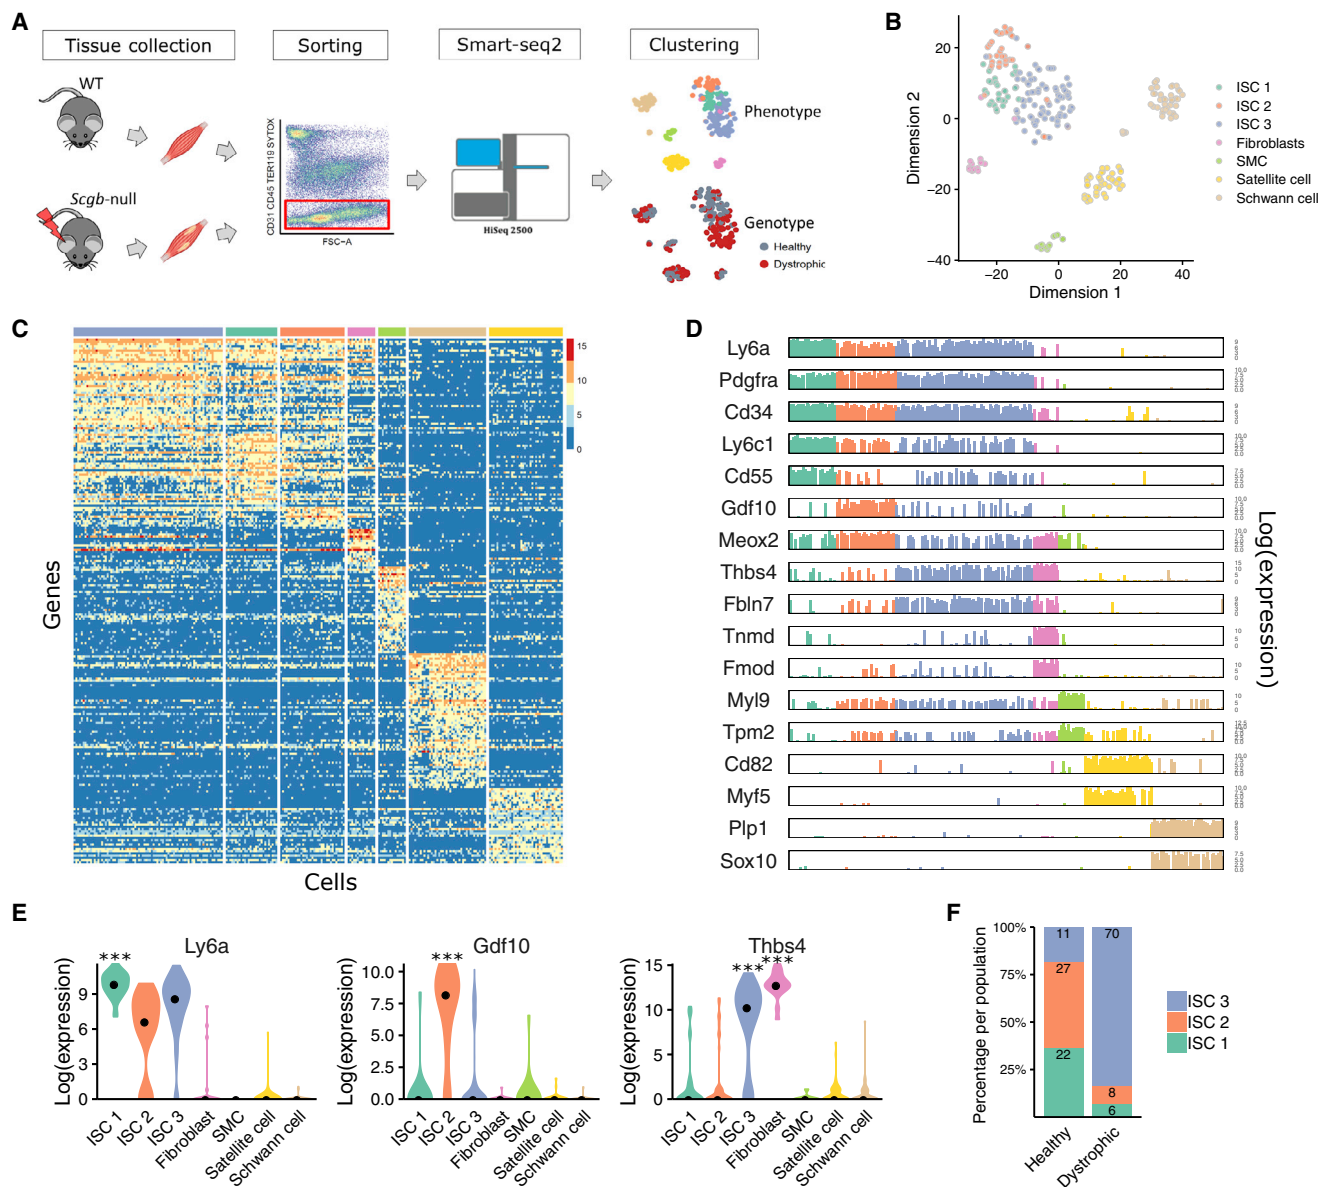 A
Tissue collection
Sorting
Smart-seq2
Clustering
WT
Scgb-null
CD31 CD45 TER119 SYTOX
FSC-A
HiSeq 2500
Phenotype
Genotype
Healthy
Dystrophic
B
Dimension 2
20
0
−20
−40
−20
0
20
40
Dimension 1
ISC 1
ISC 2
ISC 3
Fibroblasts
SMC
Satellite cell
Schwann cell
C
Genes
Cells
15
10
5
0
D
Ly6a
Pdgfra
Cd34
Ly6c1
Cd55
Gdf10
Meox2
Thbs4
Fbln7
Tnmd
Fmod
Myl9
Tpm2
Cd82
Myf5
Plp1
Sox10
Log(expression)
E
Ly6a
Log(expression)
9
6
3
0
***
ISC 1
ISC 2
ISC 3
Fibroblast
SMC
Satellite cell
Schwann cell
Gdf10
Log(expression)
10.0
7.5
5.0
2.5
0.0
***
ISC 1
ISC 2
ISC 3
Fibroblast
SMC
Satellite cell
Schwann cell
Thbs4
Log(expression)
15
10
5
0
***
***
ISC 1
ISC 2
ISC 3
Fibroblast
SMC
Satellite cell
Schwann cell
F
Percentage per population
100%
75%
50%
25%
11
27
22
70
8
6
Healthy
Dystrophic
ISC 3
ISC 2
ISC 1